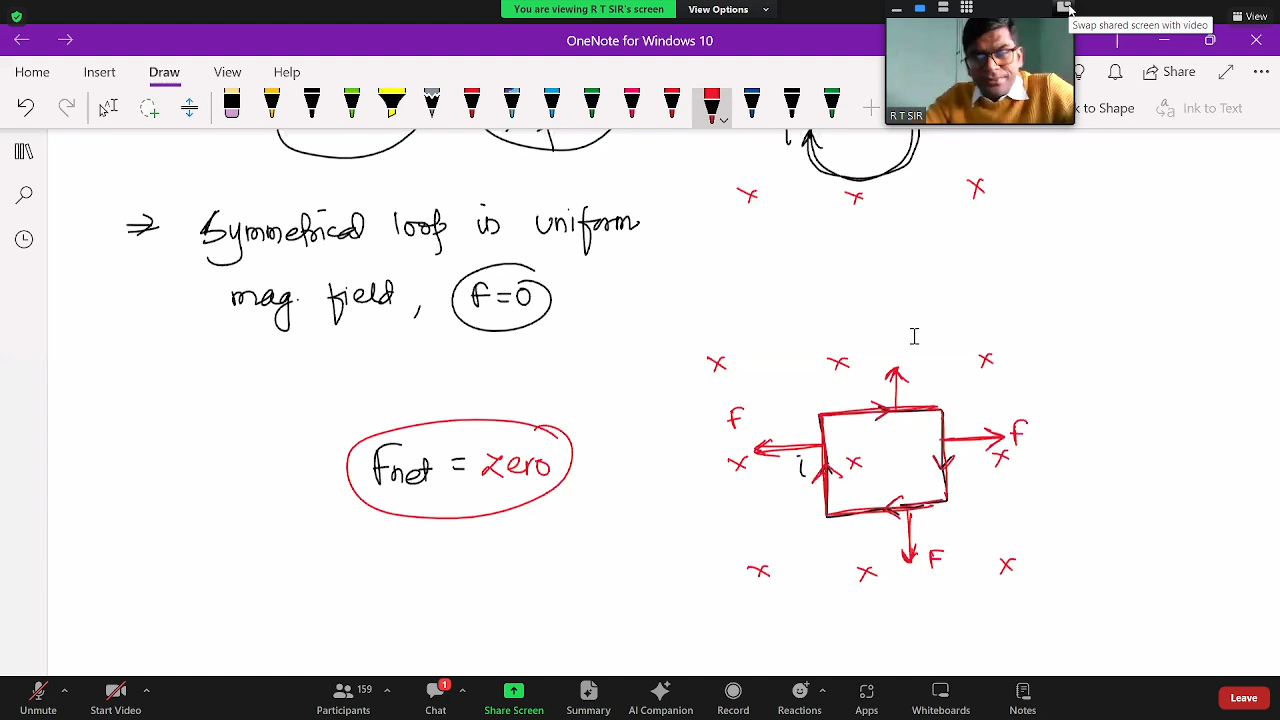 You are viewing R T SIR's screen
View Options
View
Swap shared screen with video
OneNote for Windows 10
Home
Insert
Draw
View
Help
Share
k to Shape
Ink to Text
R T SIR
i
x x x
⇒ Symmetrical loop is uniform
mag. field, f = 0
x x x
f
f
x i x x
Fnet = zero
F
x x x
Unmute
Start Video
159
Participants
1
Chat
Share Screen
Summary
AI Companion
Record
Reactions
Apps
Whiteboards
Notes
Leave